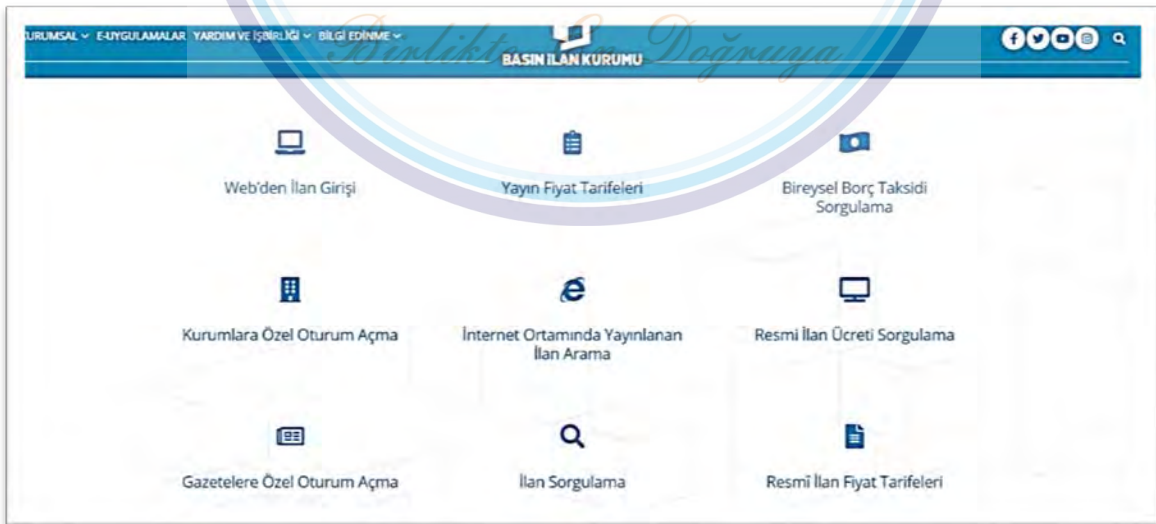 KURUMSAL E-UYGULAMALAR YARDIM VE İŞBİRLİĞİ BİLGİ EDİNME
Birlikte En Doğruya
BASIN İLAN KURUMU
Web'den İlan Girişi
Yayın Fiyat Tarifeleri
Bireysel Borç Taksidi
Sorgulama
Kurumlara Özel Oturum Açma
İnternet Ortamında Yayınlanan
İlan Arama
Resmi İlan Ücreti Sorgulama
Gazetelere Özel Oturum Açma
İlan Sorgulama
Resmî İlan Fiyat Tarifeleri